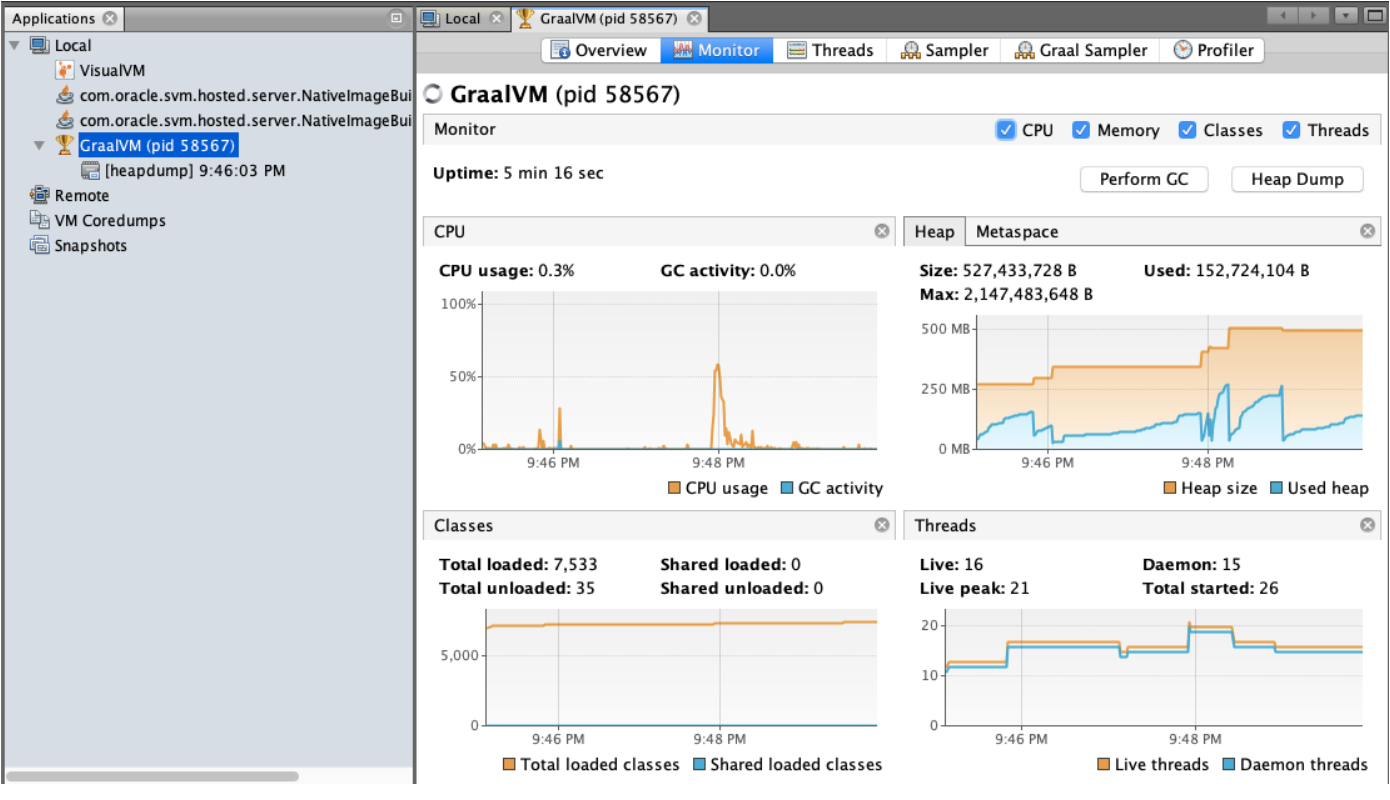 Applications
Local
VisualVM
com.oracle.svm.hosted.server.NativeImageBui
com.oracle.svm.hosted.server.NativeImageBui
GraalVM (pid 58567)
[heapdump] 9:46:03 PM
Remote
VM Coredumps
Snapshots
Local GraalVM (pid 58567)
Overview Monitor Threads Sampler Graal Sampler Profiler
GraalVM (pid 58567)
Monitor CPU Memory Classes Threads
Uptime: 5 min 16 sec Perform GC Heap Dump
CPU
CPU usage: 0.3% GC activity: 0.0%
100%
50%
0%
9:46 PM 9:48 PM
CPU usage GC activity
Heap Metaspace
Size: 527,433,728 B Used: 152,724,104 B
Max: 2,147,483,648 B
500 MB
250 MB
0 MB
9:46 PM 9:48 PM
Heap size Used heap
Classes
Total loaded: 7,533 Shared loaded: 0
Total unloaded: 35 Shared unloaded: 0
5,000
0
9:46 PM 9:48 PM
Total loaded classes Shared loaded classes
Threads
Live: 16 Daemon: 15
Live peak: 21 Total started: 26
20
10
0
9:46 PM 9:48 PM
Live threads Daemon threads